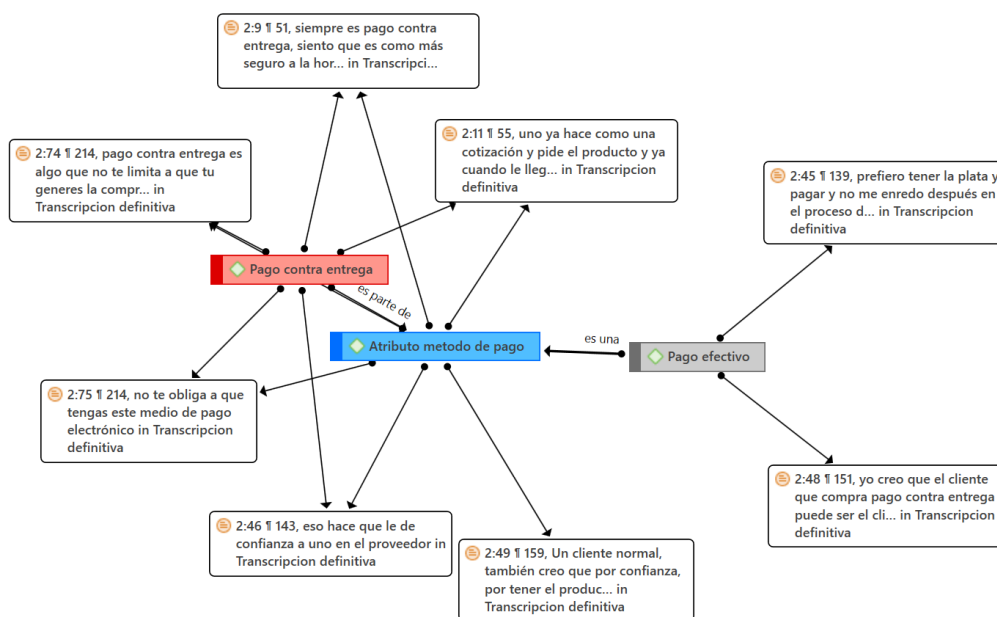 2:9 ¶ 51, siempre es pago contra
entrega, siento que es como más
seguro a la hor... in Transcripci...
2:74 ¶ 214, pago contra entrega es
algo que no te limita a que tu
generes la compr... in
Transcripcion definitiva
2:11 ¶ 55, uno ya hace como una
cotización y pide el producto y ya
cuando le lleg... in Transcripcion
definitiva
2:45 ¶ 139, prefiero tener la plata y
pagar y no me enredo después en
el proceso d... in Transcripcion
definitiva
Pago contra entrega
es parte de
Atributo metodo de pago
es una
Pago efectivo
2:75 ¶ 214, no te obliga a que
tengas este medio de pago
electrónico in Transcripcion
definitiva
2:46 ¶ 143, eso hace que le de
confianza a uno en el proveedor in
Transcripcion definitiva
2:49 ¶ 159, Un cliente normal,
también creo que por confianza,
por tener el produc... in
Transcripcion definitiva
2:48 ¶ 151, yo creo que el cliente
que compra pago contra entrega
puede ser el cli... in Transcripcion
definitiva